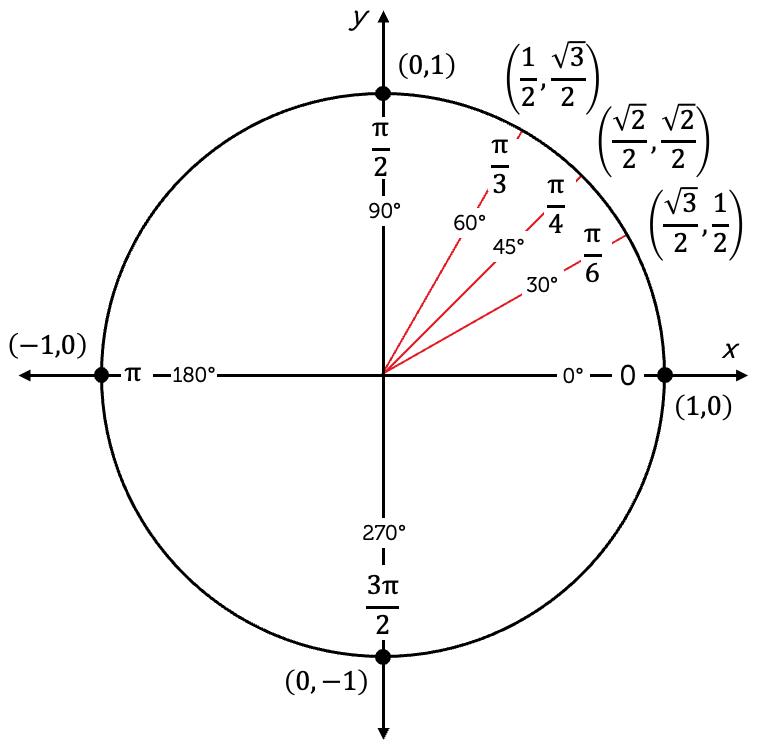 y
(0,1)
(1/2, √3/2)
(√2/2, √2/2)
(√3/2, 1/2)
π/2
π/3
π/4
π/6
90°
60°
45°
30°
(−1,0)
π
180°
0°
0
x
(1,0)
270°
3π/2
(0, −1)